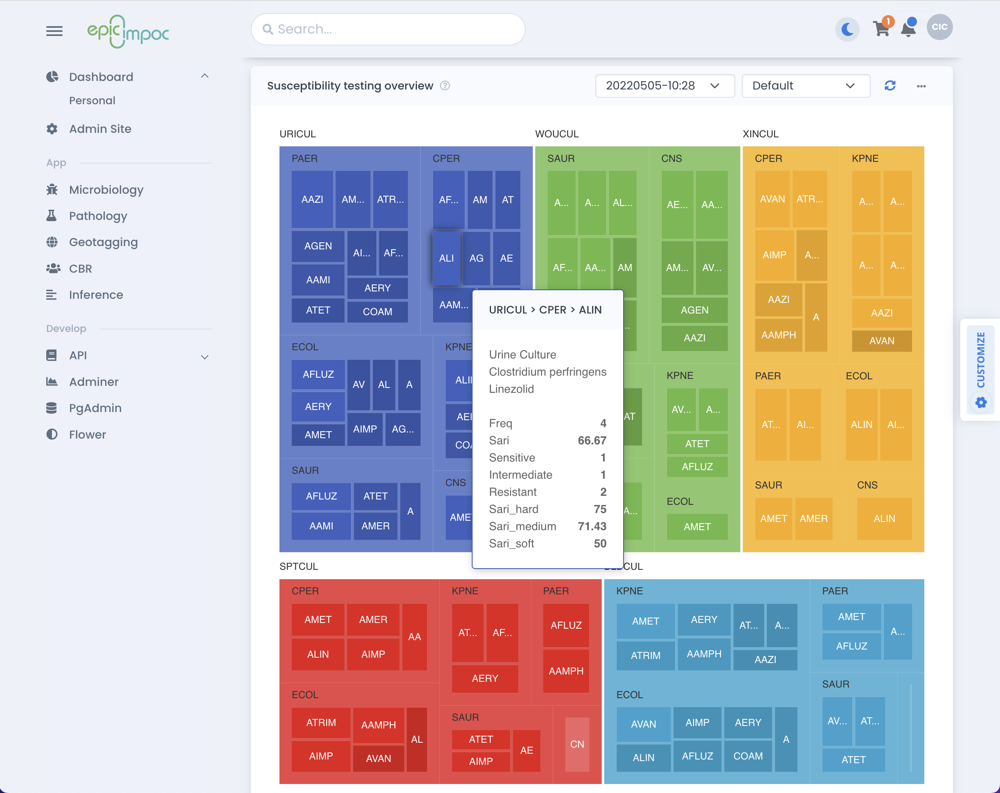 epicimpoc
Search...
1
CIC
Dashboard
Personal
Admin Site
App
Microbiology
Pathology
Geotagging
CBR
Inference
Develop
API
Adminer
PgAdmin
Flower
Susceptibility testing overview ?
20220505-10:28
Default
...
CUSTOMIZE
URICUL
PAER
AAZI
AM...
ATR...
AGEN
AI...
AF...
AAMI
AERY
ATET
COAM
CPER
AF...
AM
AT
ALI
AG
AE
AAM...
ECOL
AFLUZ
AV
AL
A
AERY
AIMP
AG...
AMET
KPNE
SAUR
AFLUZ
ATET
A
AAMI
AMER
CNS
WOUCUL
SAUR
A...
A...
AL...
AF...
AA...
AM
CNS
AE...
AA...
AM...
AV...
AGEN
AAZI
AT
A...
KPNE
AV...
A...
ATET
AFLUZ
ECOL
AMET
XINCUL
CPER
AVAN
ATR...
AIMP
A...
AAZI
A
AAMPH
KPNE
A...
A...
A...
A...
AAZI
AVAN
PAER
AT...
AI...
ECOL
ALIN
AI...
SAUR
AMET
AMER
CNS
ALIN
URICUL > CPER > ALIN
Urine Culture
Clostridium perfringens
Linezolid
Freq 4
Sari 66.67
Sensitive 1
Intermediate 1
Resistant 2
Sari_hard 75
Sari_medium 71.43
Sari_soft 50
SPTCUL
CPER
AMET
AMER
AA
ALIN
AIMP
KPNE
AT...
AF...
AERY
PAER
AFLUZ
AAMPH
ECOL
ATRIM
AAMPH
AL
AIMP
AVAN
SAUR
ATET
AE
AIMP
CN
KPNE
AMET
AERY
AT...
A...
ATRIM
AAMPH
AAZI
PAER
AMET
A...
AFLUZ
ECOL
AVAN
AIMP
AERY
A
ALIN
AFLUZ
COAM
SAUR
AV...
AT...
ATET